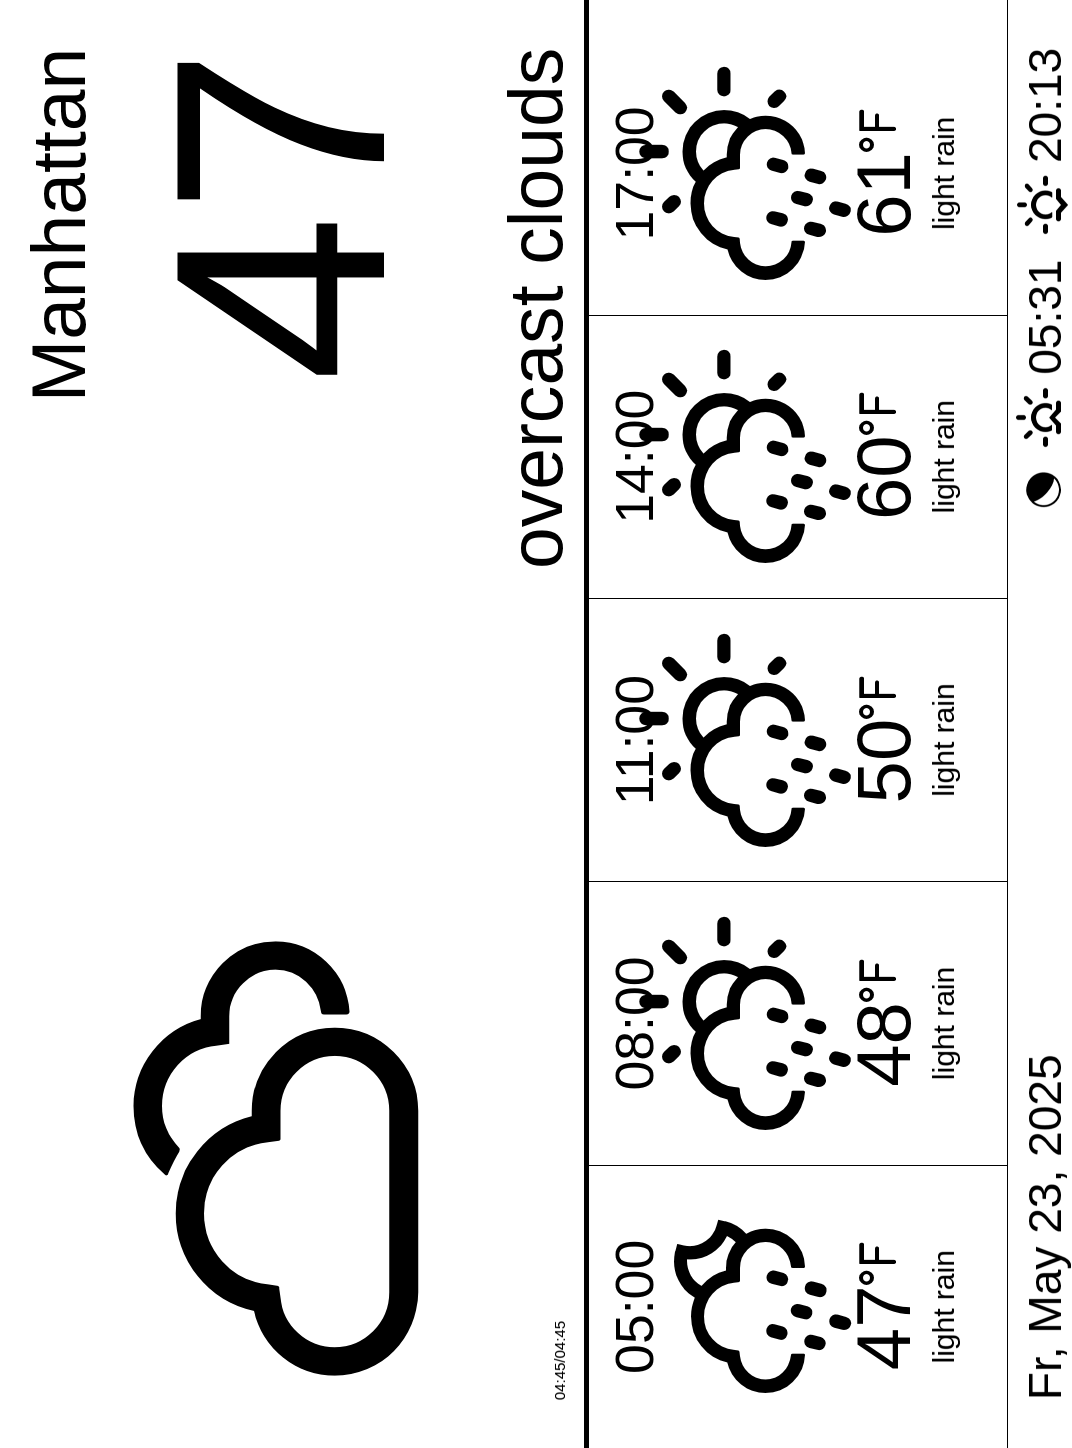 Manhattan
47
overcast clouds
04:45/04:45
05:00 08:00 11:00 14:00 17:00
47°F 48°F 50°F 60°F 61°F
light rain light rain light rain light rain light rain
Fr, May 23, 2025 05:31 20:13